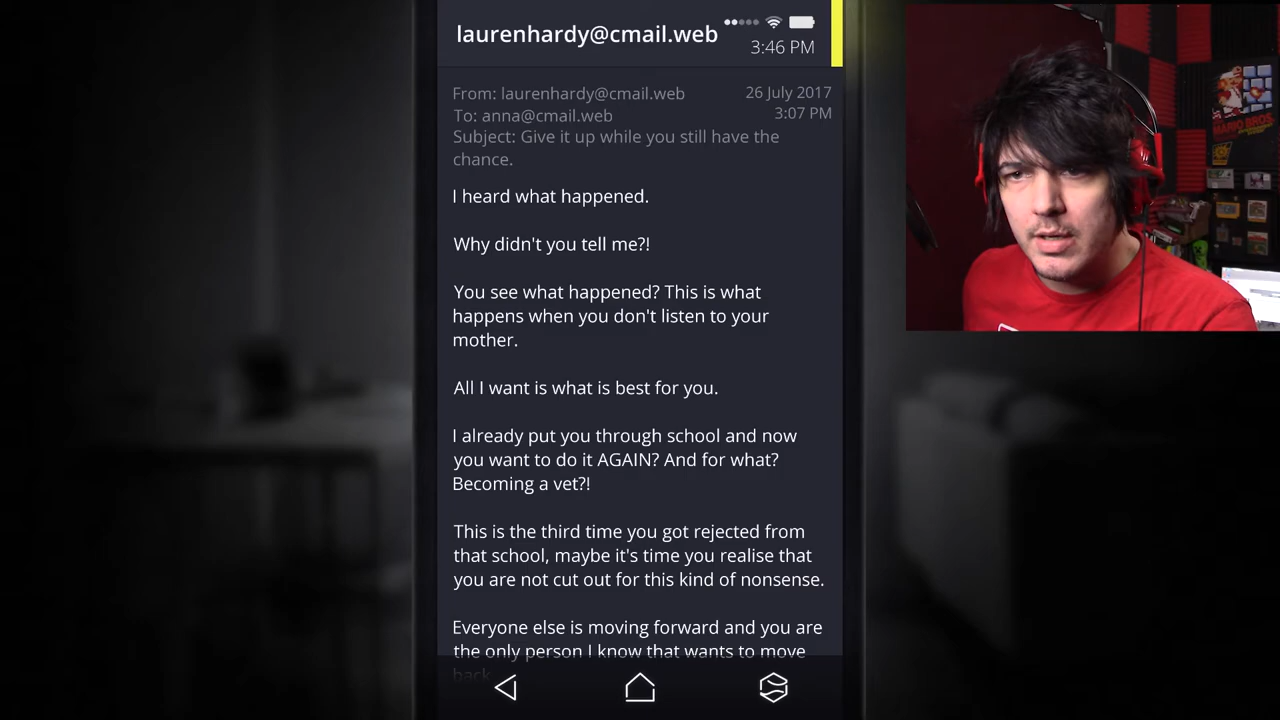 laurenhardy@cmail.web
3:46 PM
From: laurenhardy@cmail.web
26 July 2017
To: anna@cmail.web
3:07 PM
Subject: Give it up while you still have the
chance.
I heard what happened.
Why didn't you tell me?!
You see what happened? This is what
happens when you don't listen to your
mother.
All I want is what is best for you.
I already put you through school and now
you want to do it AGAIN? And for what?
Becoming a vet?!
This is the third time you got rejected from
that school, maybe it's time you realise that
you are not cut out for this kind of nonsense.
Everyone else is moving forward and you are
the only person I know that wants to move
back
MARIO BROS.